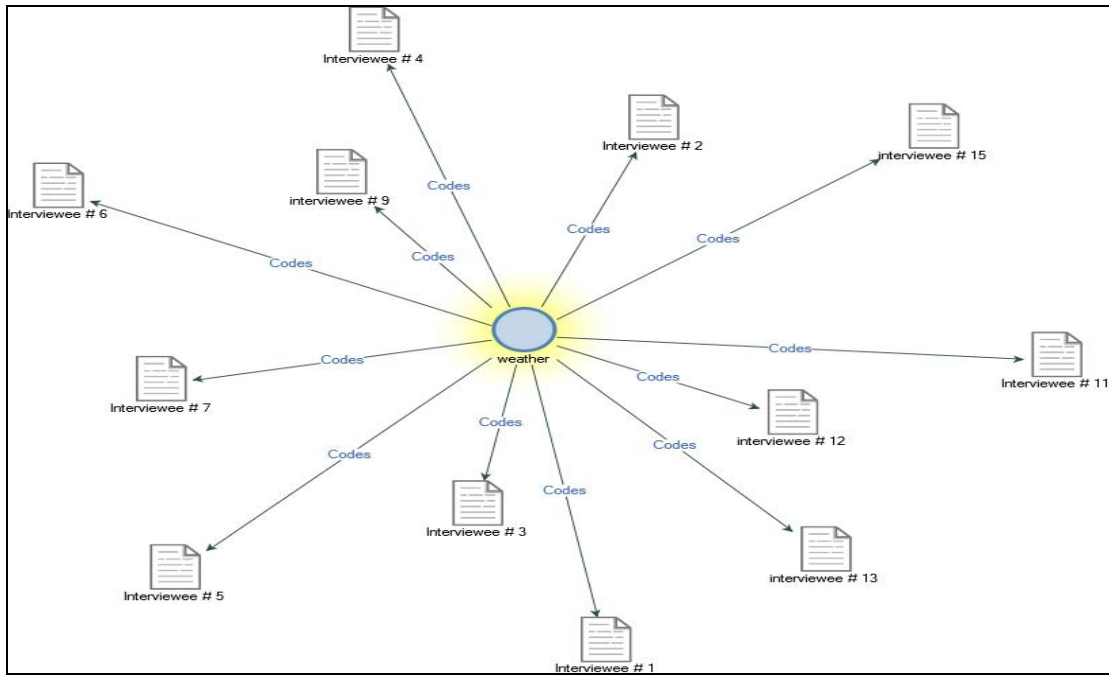 Interviewee # 4
Interviewee # 2
interviewee # 15
Codes
interviewee # 9
Interviewee # 6
Codes
Codes
Codes
Codes
Codes
weather
Codes
Codes
Interviewee # 11
Codes
Interviewee # 7
interviewee # 12
Codes
Codes
Codes
Codes
Interviewee # 3
interviewee # 13
Interviewee # 5
Interviewee # 1